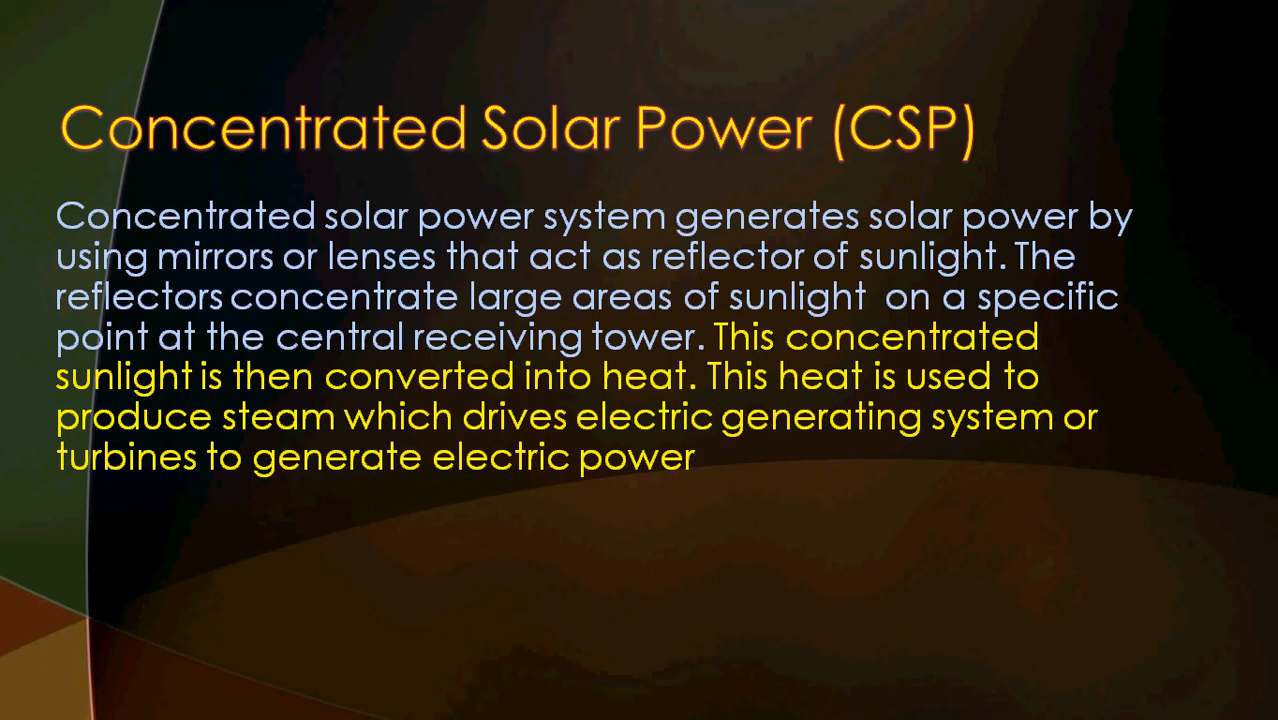 Concentrated Solar Power (CSP)
Concentrated solar power system generates solar power by
using mirrors or lenses that act as reflector of sunlight. The
reflectors concentrate large areas of sunlight on a specific
point at the central receiving tower. This concentrated
sunlight is then converted into heat. This heat is used to
produce steam which drives electric generating system or
turbines to generate electric power